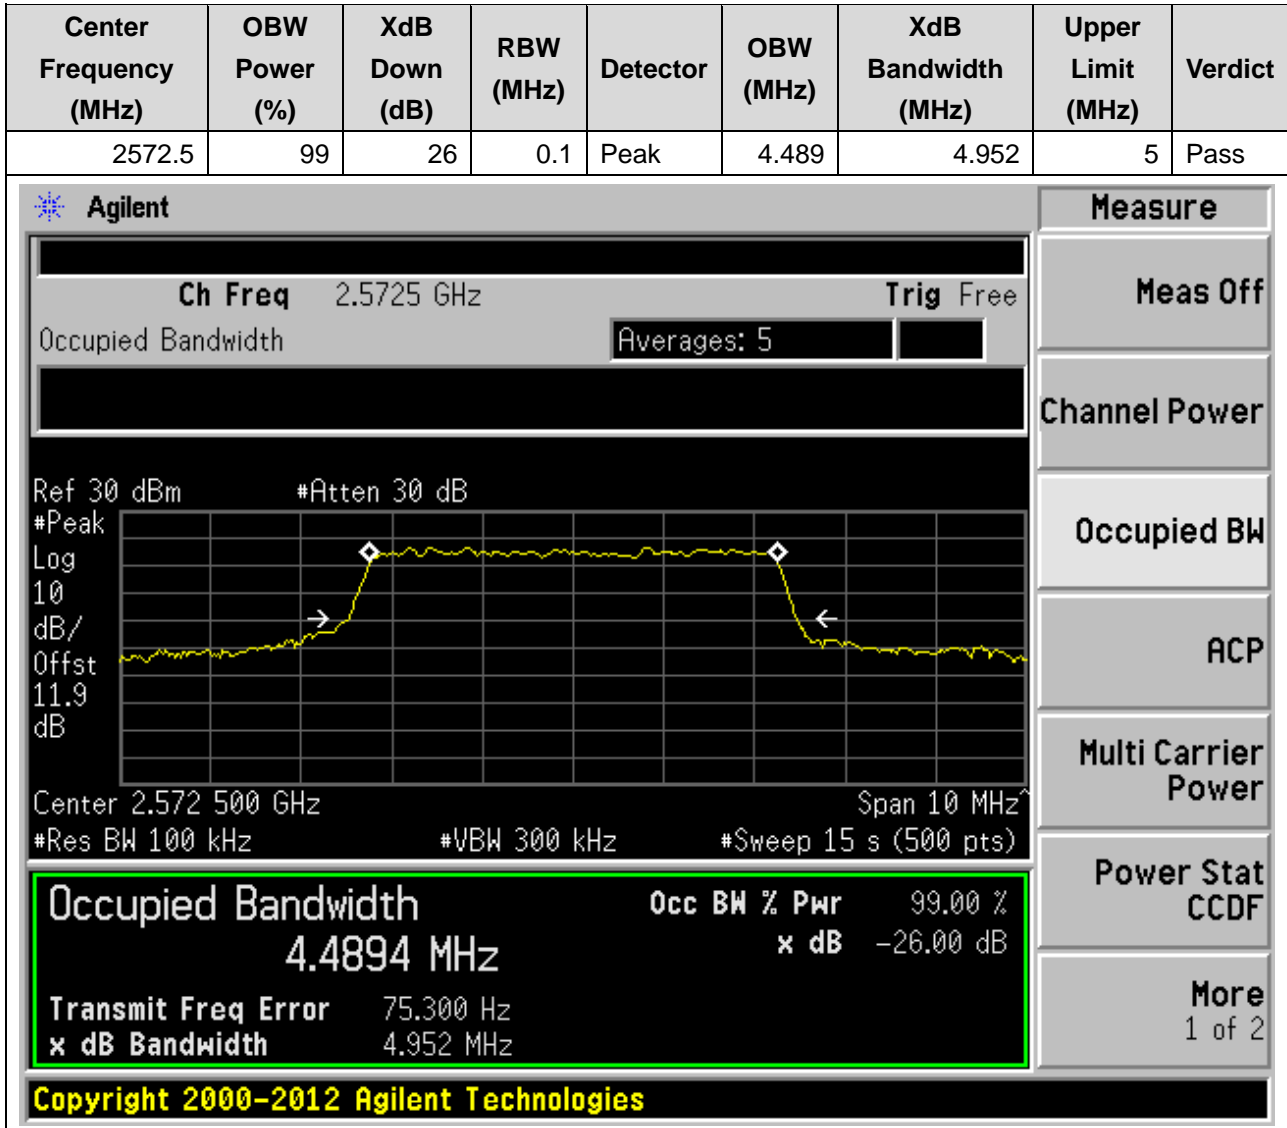 Center Frequency (MHz) OBW Power (%) XdB Down (dB) RBW (MHz) Detector OBW (MHz) XdB Bandwidth (MHz) Upper Limit (MHz) Verdict
2572.5 99 26 0.1 Peak 4.489 4.952 5 Pass
Agilent
Measure
Ch Freq 2.5725 GHz Trig Free
Meas Off
Occupied Bandwidth Averages: 5
Channel Power
Ref 30 dBm #Atten 30 dB
#Peak
Log
10
dB/
Offst
11.9
dB
Occupied BW
ACP
Multi Carrier
Power
Center 2.572 500 GHz Span 10 MHz^
#Res BW 100 kHz #VBW 300 kHz #Sweep 15 s (500 pts)
Power Stat
CCDF
Occupied Bandwidth Occ BW % Pwr 99.00 %
4.4894 MHz x dB -26.00 dB
Transmit Freq Error 75.300 Hz
x dB Bandwidth 4.952 MHz
More
1 of 2
Copyright 2000-2012 Agilent Technologies